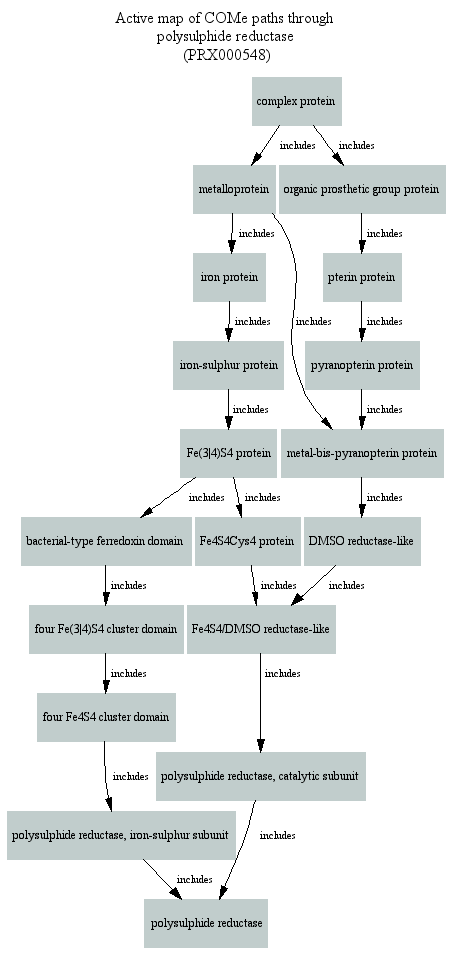 Active map of COMe paths through
polysulphide reductase
(PRX000548)
complex protein
includes
includes
metalloprotein
organic prosthetic group protein
includes
includes
iron protein
pterin protein
includes
includes
includes
iron-sulphur protein
pyranopterin protein
includes
includes
Fe(3|4)S4 protein
metal-bis-pyranopterin protein
includes
includes
includes
bacterial-type ferredoxin domain
Fe4S4Cys4 protein
DMSO reductase-like
includes
includes
includes
four Fe(3|4)S4 cluster domain
Fe4S4/DMSO reductase-like
includes
includes
four Fe4S4 cluster domain
includes
polysulphide reductase, catalytic subunit
polysulphide reductase, iron-sulphur subunit
includes
includes
polysulphide reductase